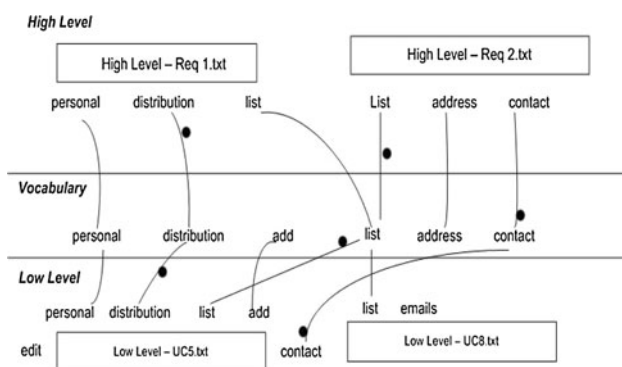 High Level
High Level – Req 1.txt
High Level – Req 2.txt
personal distribution list List address contact
Vocabulary
personal distribution add list address contact
Low Level
personal distribution list add list emails
edit Low Level – UC5.txt contact Low Level – UC8.txt